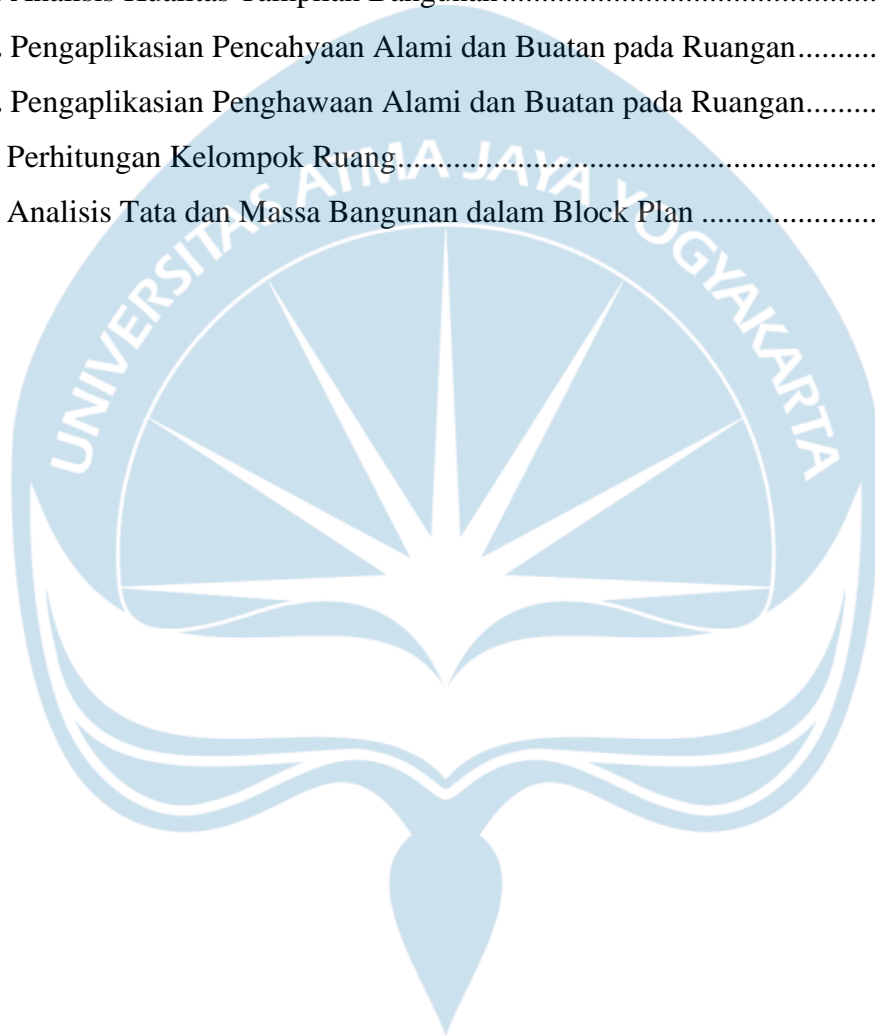 Pengaplikasian Pencahyaan Alami dan Buatan pada Ruangan..........
. Pengaplikasian Penghawaan Alami dan Buatan pada Ruangan.........
Perhitungan Kelompok Ruang..........................................................
Analisis Tata dan Massa Bangunan dalam Block Plan .....................
UNIVERSITAS ATMA JAYA YOGYAKARTA